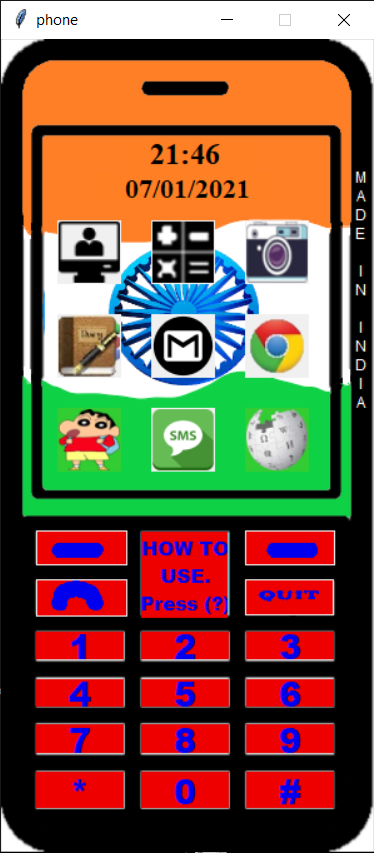 phone
21:46
07/01/2021
MADE IN INDIA
Diary
M
SMS
W
HOW TO
USE.
Press (?)
QUIT
1 2 3
4 5 6
7 8 9
* 0 #